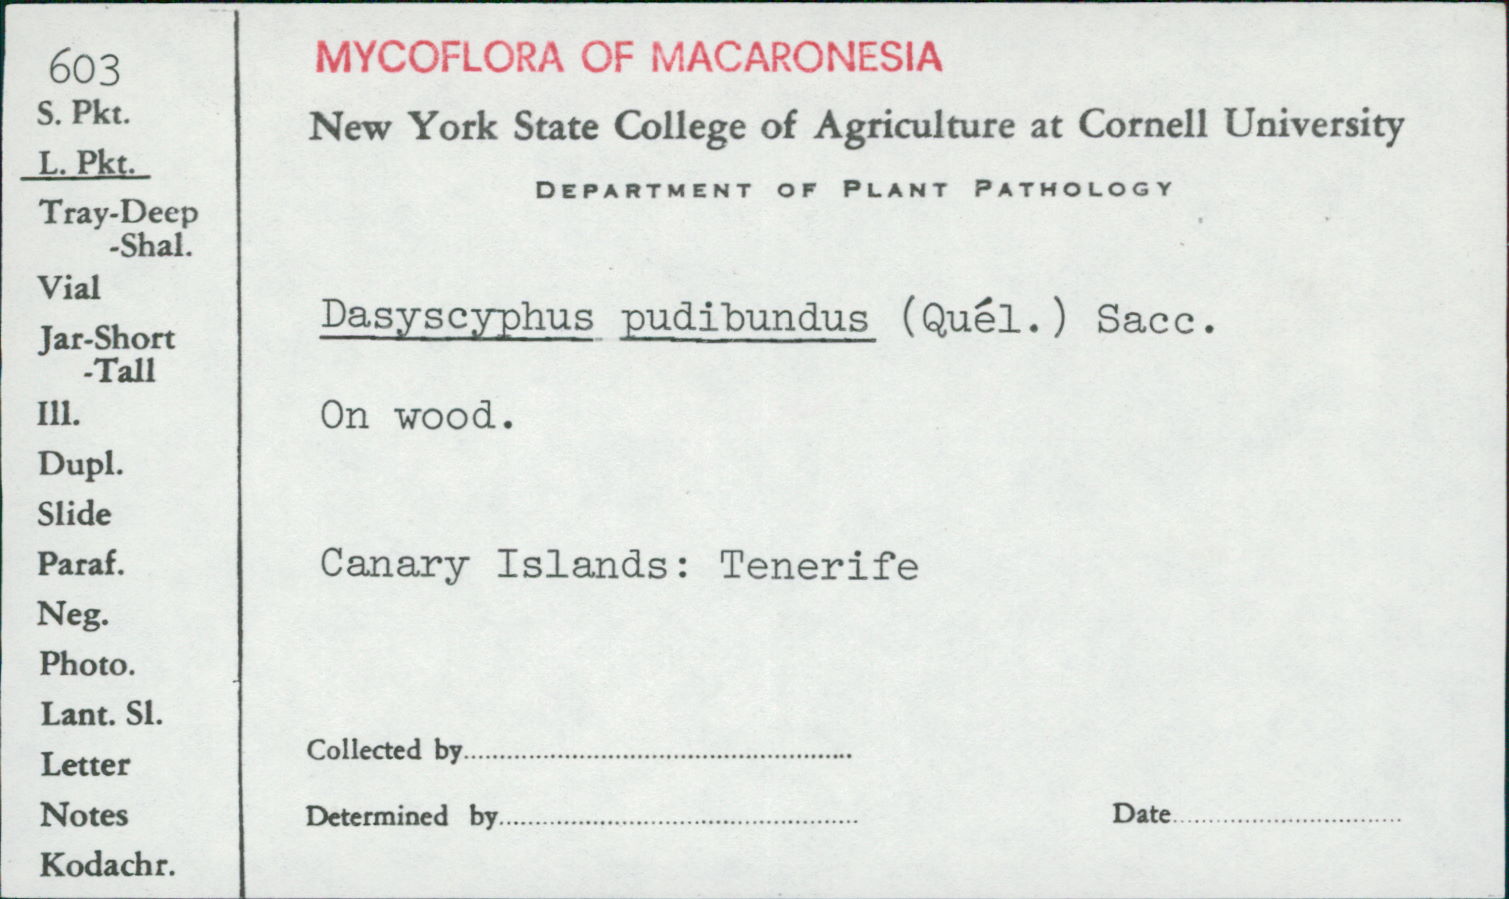 603
S. Pkt.
L. Pkt.
Tray-Deep
-Shal.
Vial
Jar-Short
-Tall
Ill.
Dupl.
Slide
Paraf.
Neg.
Photo.
Lant. Sl.
Letter
Notes
Kodachr.
MYCOFLORA OF MACARONESIA
New York State College of Agriculture at Cornell University
DEPARTMENT OF PLANT PATHOLOGY
Dasyscyphus pudibundus (Quél.) Sacc.
On wood.
Canary Islands: Tenerife
Collected by
Determined by
Date